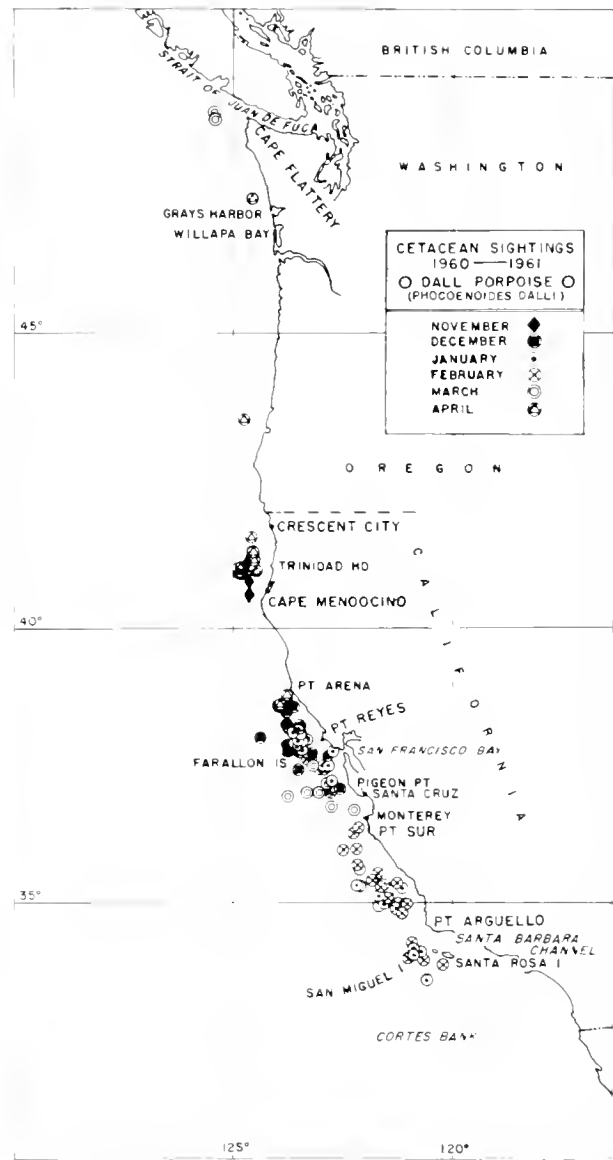 BRITISH COLUMBIA
STRAIT OF JUAN DE FUCA
CAPE FLATTERY
WASHINGTON
GRAYS HARBOR
WILLAPA BAY
CETACEAN SIGHTINGS
1960 — 1961
O DALL PORPOISE O
(PHOCOENOIDES DALLI)
NOVEMBER
DECEMBER
JANUARY
FEBRUARY
MARCH
APRIL
45°
OREGON
CRESCENT CITY
TRINIDAD HD
CAPE MENDOCINO
CALIFORNIA
40°
PT ARENA
PT REYES
SAN FRANCISCO BAY
FARALLON IS
PIGEON PT
SANTA CRUZ
MONTEREY
PT SUR
35°
PT ARGUELLO
SANTA BARBARA
CHANNEL
SANTA ROSA I
SAN MIGUEL I
CORTES BANK
125°
120°